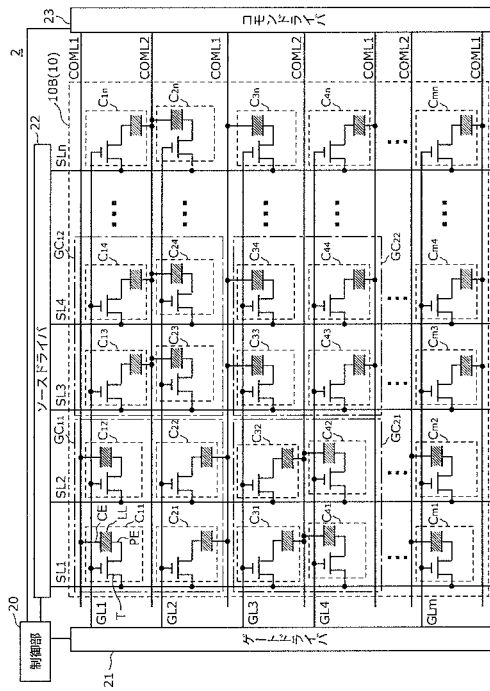 2
20
制御部
22
ソースドライバ
23
コモンドライバ
21
ゲートドライバ
10B(10)
SL1
SL2
SL3
SL4
SLn
GC11
GC12
GC21
GC22
COML1
COML2
COML2
COML1
COML1
COML2
COML2
COML1
COML2
COML1
GL1
GL2
GL3
GL4
GLm
CE
LL
PE
T
C11
C12
C13
C14
C1n
C21
C22
C23
C24
C2n
C31
C32
C33
C34
C3n
C41
C42
C43
C44
C4n
Cm1
Cm2
Cm3
Cm4
Cmn